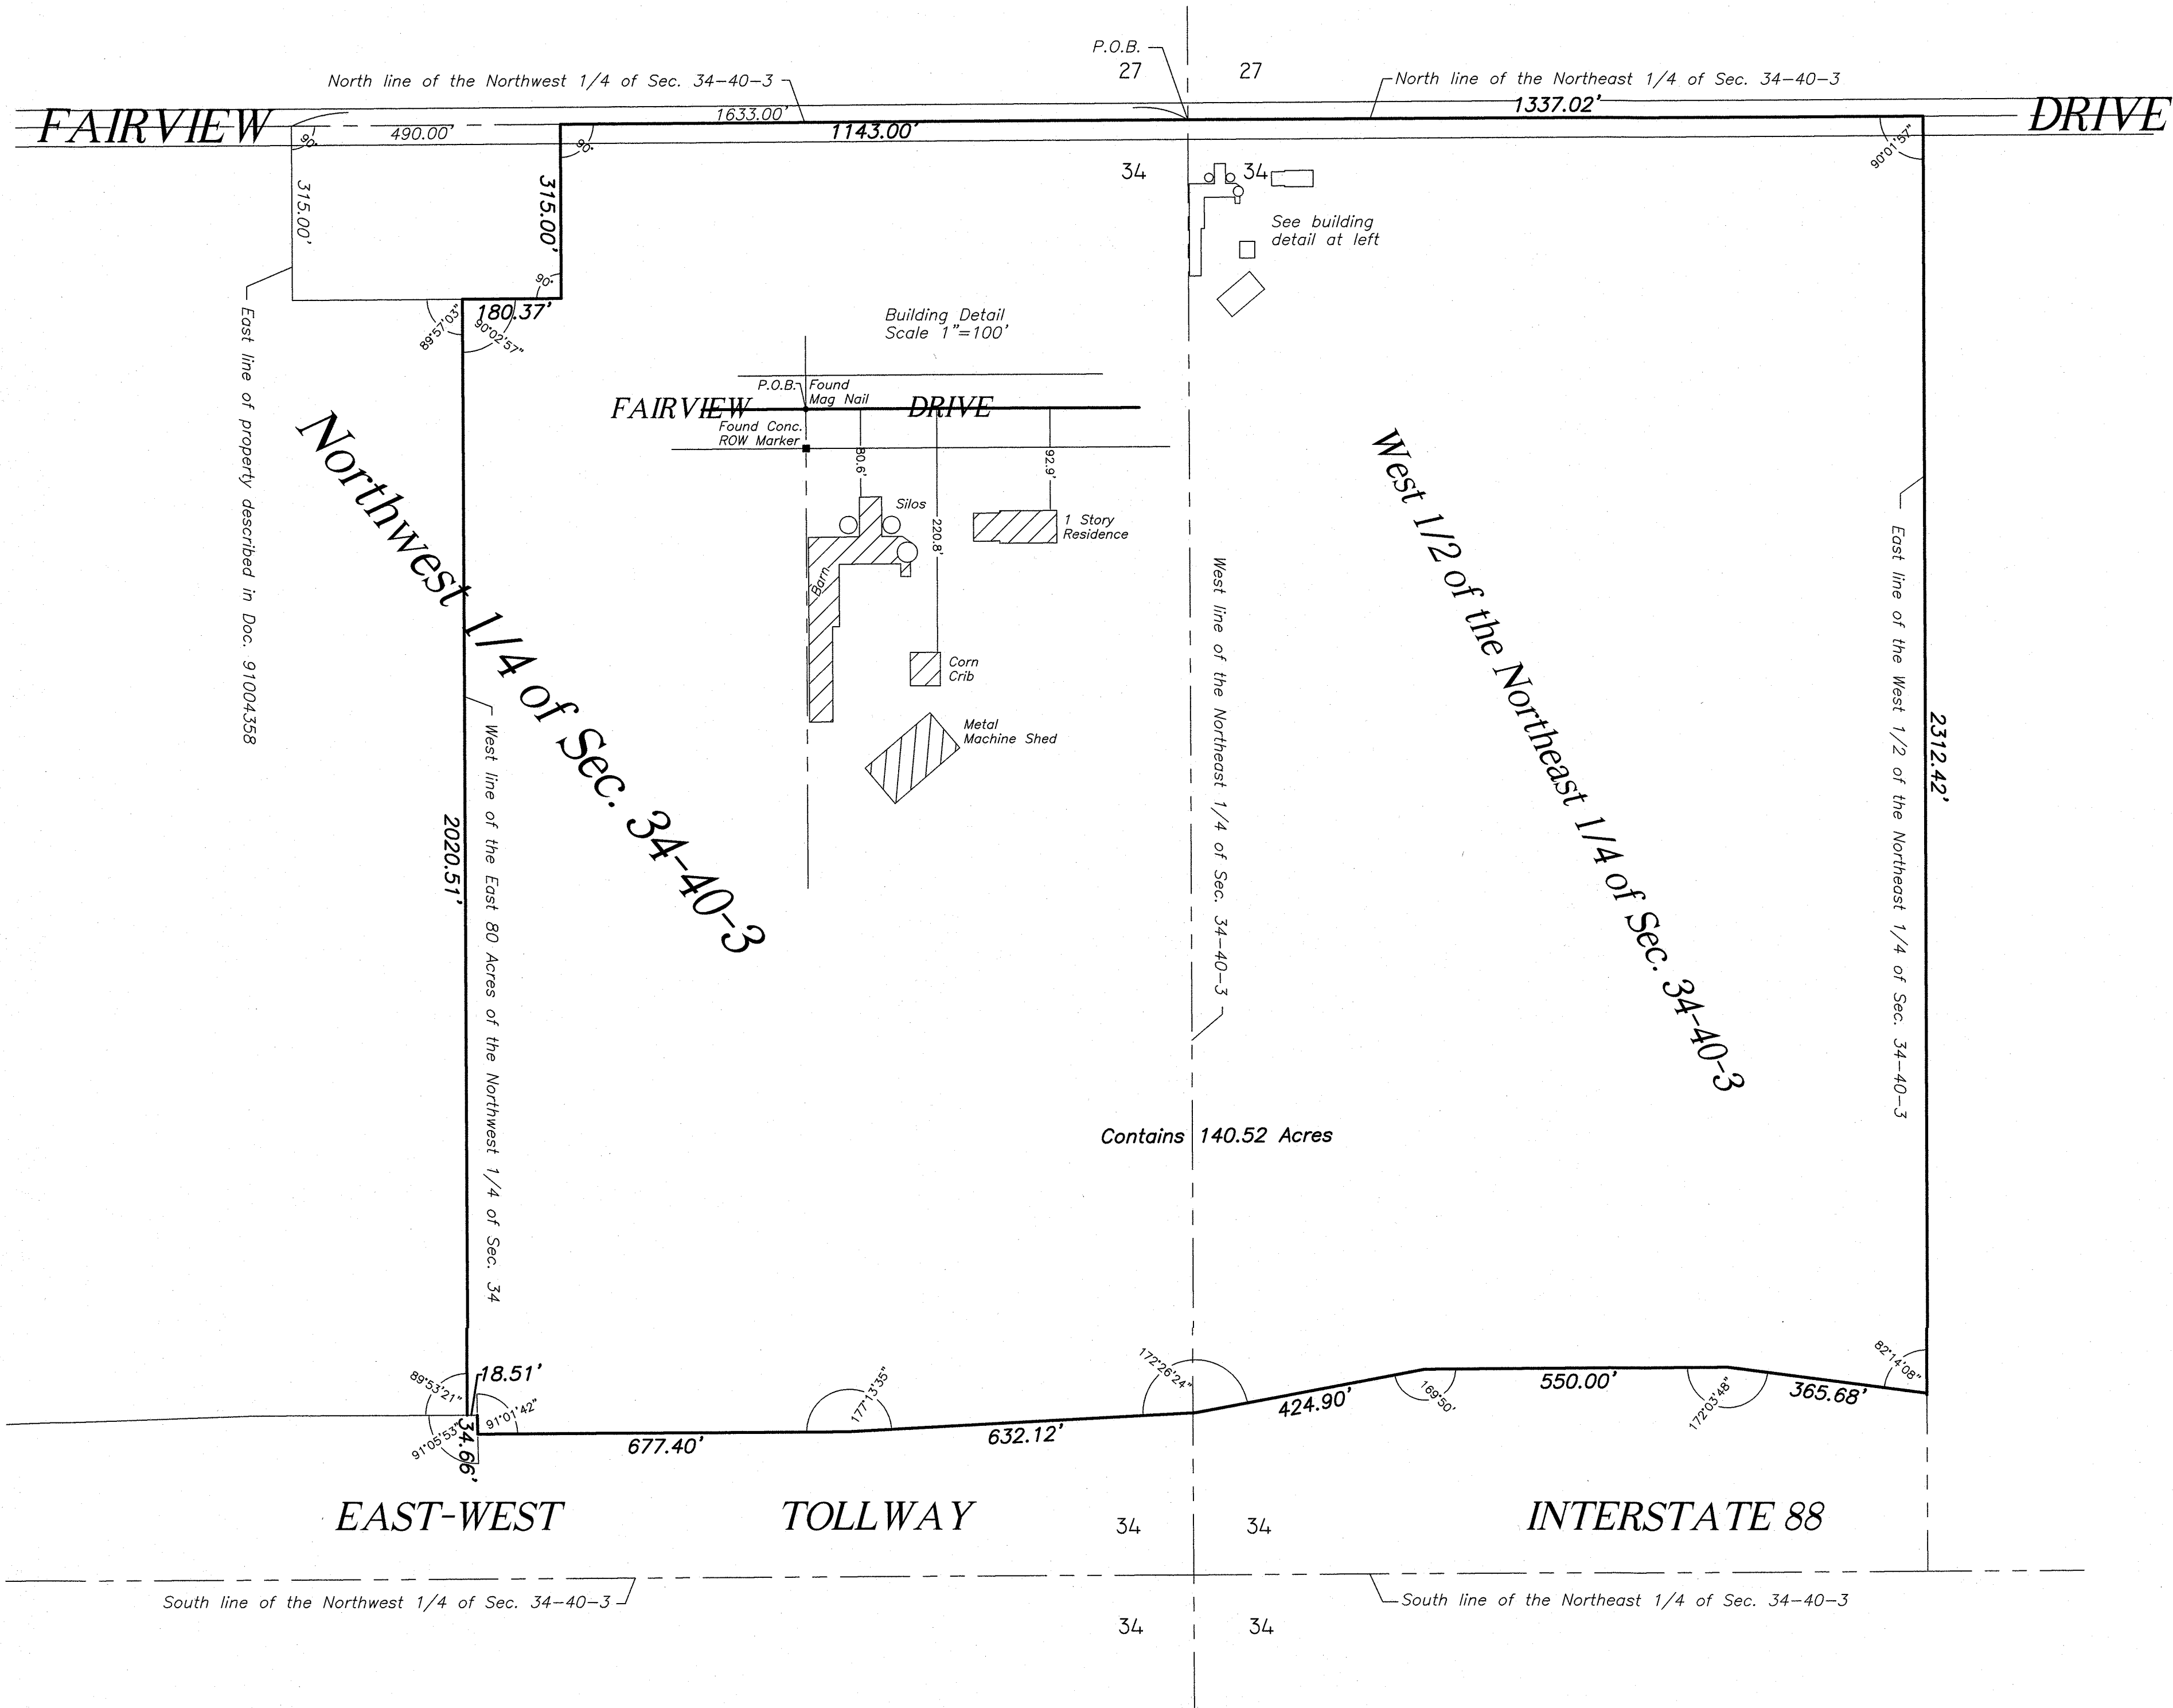 P.O.B.
27 27
North line of the Northwest 1/4 of Sec. 34-40-3
North line of the Northeast 1/4 of Sec. 34-40-3
FAIRVIEW DRIVE
1633.00'
1337.02'
490.00'
1143.00'
90°
90°
90°01'57"
34 34
315.00'
315.00'
See building
detail at left
90°
180.37'
89°57'03"
90°02'57"
East line of property described in Doc. 91004358
Building Detail
Scale 1"=100'
P.O.B.
Found
Mag Nail
FAIRVIEW DRIVE
Found Conc.
ROW Marker
80.6'
92.9'
220.8'
Silos
1 Story
Residence
Barn
Corn
Crib
Metal
Machine Shed
Northwest 1/4 of Sec. 34-40-3
West 1/2 of the Northeast 1/4 of Sec. 34-40-3
West line of the Northeast 1/4 of Sec. 34-40-3
East line of the West 1/2 of the Northeast 1/4 of Sec. 34-40-3
2312.42'
2020.51'
West line of the East 80 Acres of the Northwest 1/4 of Sec. 34
Contains 140.52 Acres
18.51'
89°53'21"
91°01'42"
91°05'53"
34.66'
677.40'
177°13'35"
632.12'
172°26'24"
424.90'
169°50'
550.00'
172°03'48"
365.68'
82°14'08"
EAST-WEST TOLLWAY INTERSTATE 88
34 34
South line of the Northwest 1/4 of Sec. 34-40-3
South line of the Northeast 1/4 of Sec. 34-40-3
34 34